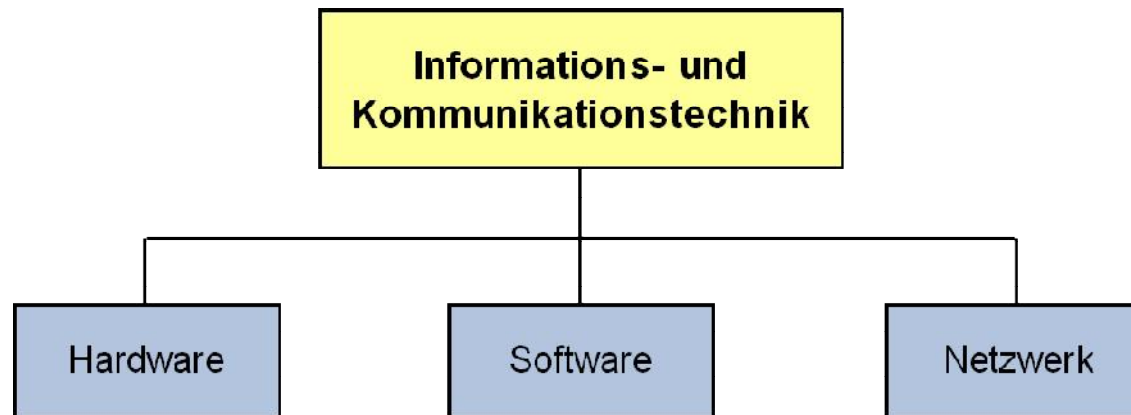 Informations- und
Kommunikationstechnik
Hardware
Software
Netzwerk